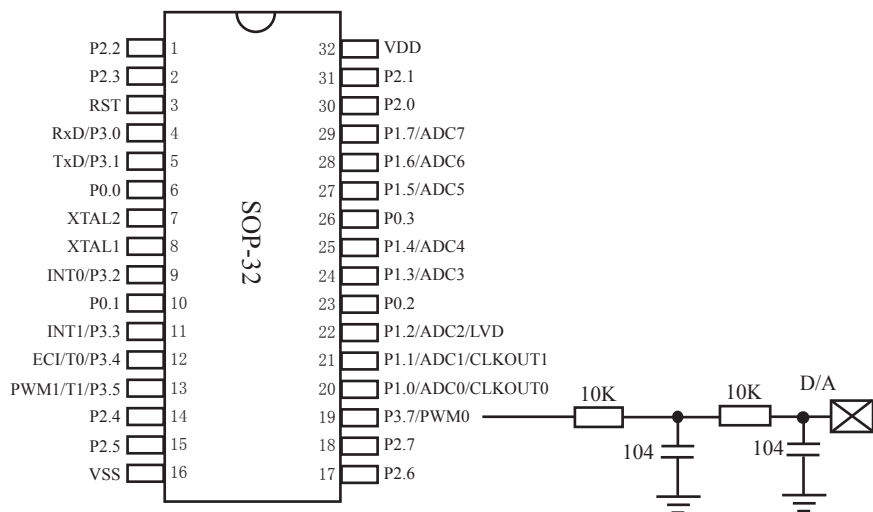 P2.2 1
P2.3 2
RST 3
RxD/P3.0 4
TxD/P3.1 5
P0.0 6
XTAL2 7
XTAL1 8
INT0/P3.2 9
P0.1 10
INT1/P3.3 11
ECI/T0/P3.4 12
PWM1/T1/P3.5 13
P2.4 14
P2.5 15
VSS 16
SOP-32
32 VDD
31 P2.1
30 P2.0
29 P1.7/ADC7
28 P1.6/ADC6
27 P1.5/ADC5
26 P0.3
25 P1.4/ADC4
24 P1.3/ADC3
23 P0.2
22 P1.2/ADC2/LVD
21 P1.1/ADC1/CLKOUT1
20 P1.0/ADC0/CLKOUT0
19 P3.7/PWM0
18 P2.7
17 P2.6
10K
10K
D/A
104
104